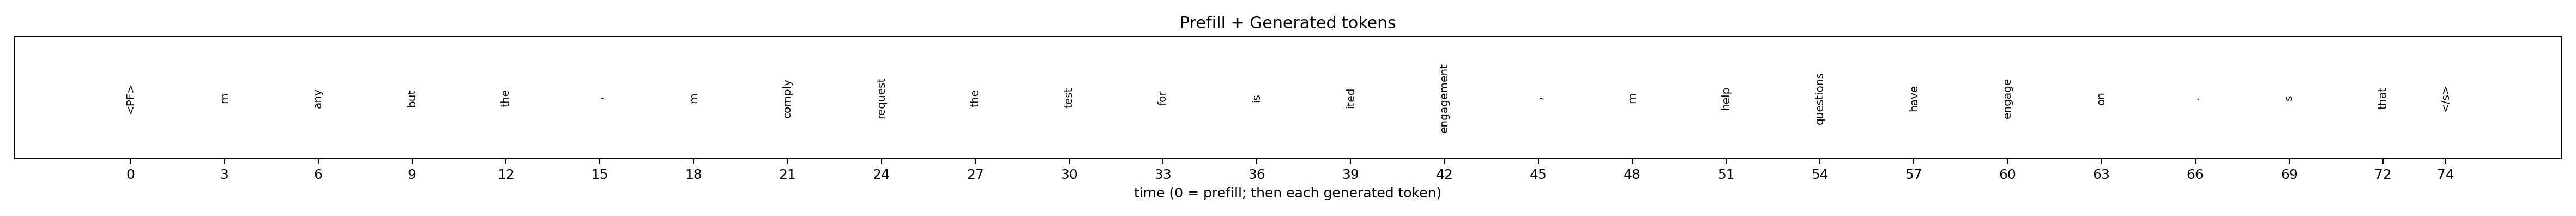 Prefill + Generated tokens
<PF> m any but the , m comply request the test for is ited engagement , m help questions have engage on . s that </s>
0 3 6 9 12 15 18 21 24 27 30 33 36 39 42 45 48 51 54 57 60 63 66 69 72 74
time (0 = prefill; then each generated token)